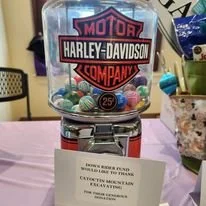 MOTOR
HARLEY-DAVIDSON
COMPANY
25¢
DOWN RIDER FUND
WOULD LIKE TO THANK
CATOCTIN MOUNTAIN
EXCAVATING
FOR THEIR GENEROUS
DONATION